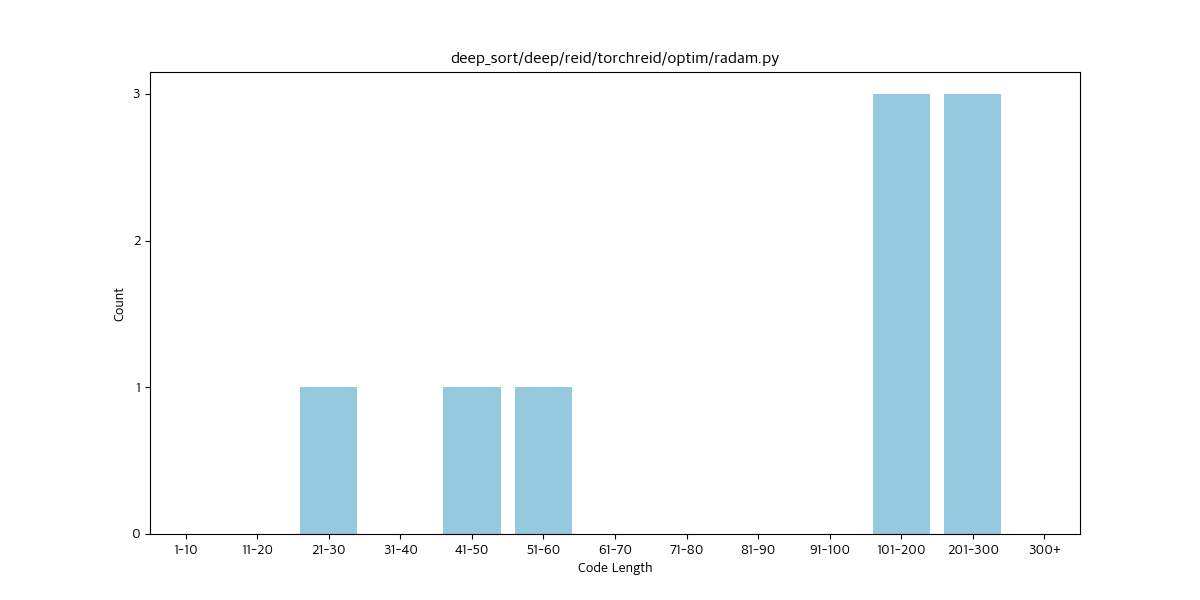 deep_sort/deep/reid/torchreid/optim/radam.py
3
2
1
0
Count
1-10 11-20 21-30 31-40 41-50 51-60 61-70 71-80 81-90 91-100 101-200 201-300 300+
Code Length